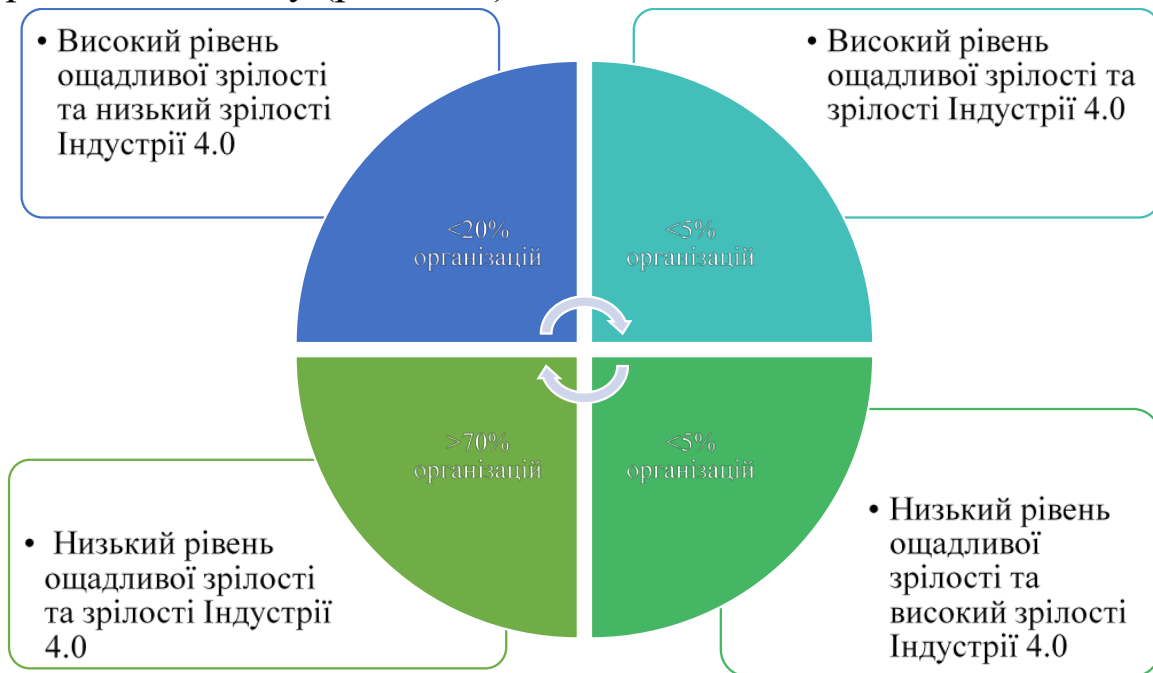 • Високий рівень
ощадливої зрілості
та низький зрілості
Індустрії 4.0
• Високий рівень
ощадливої зрілості та
зрілості Індустрії 4.0
<20%
організацій
<5%
організацій
>70%
організацій
<5%
організацій
• Низький рівень
ощадливої зрілості
та зрілості Індустрії
4.0
• Низький рівень
ощадливої
зрілості та
високий зрілості
Індустрії 4.0